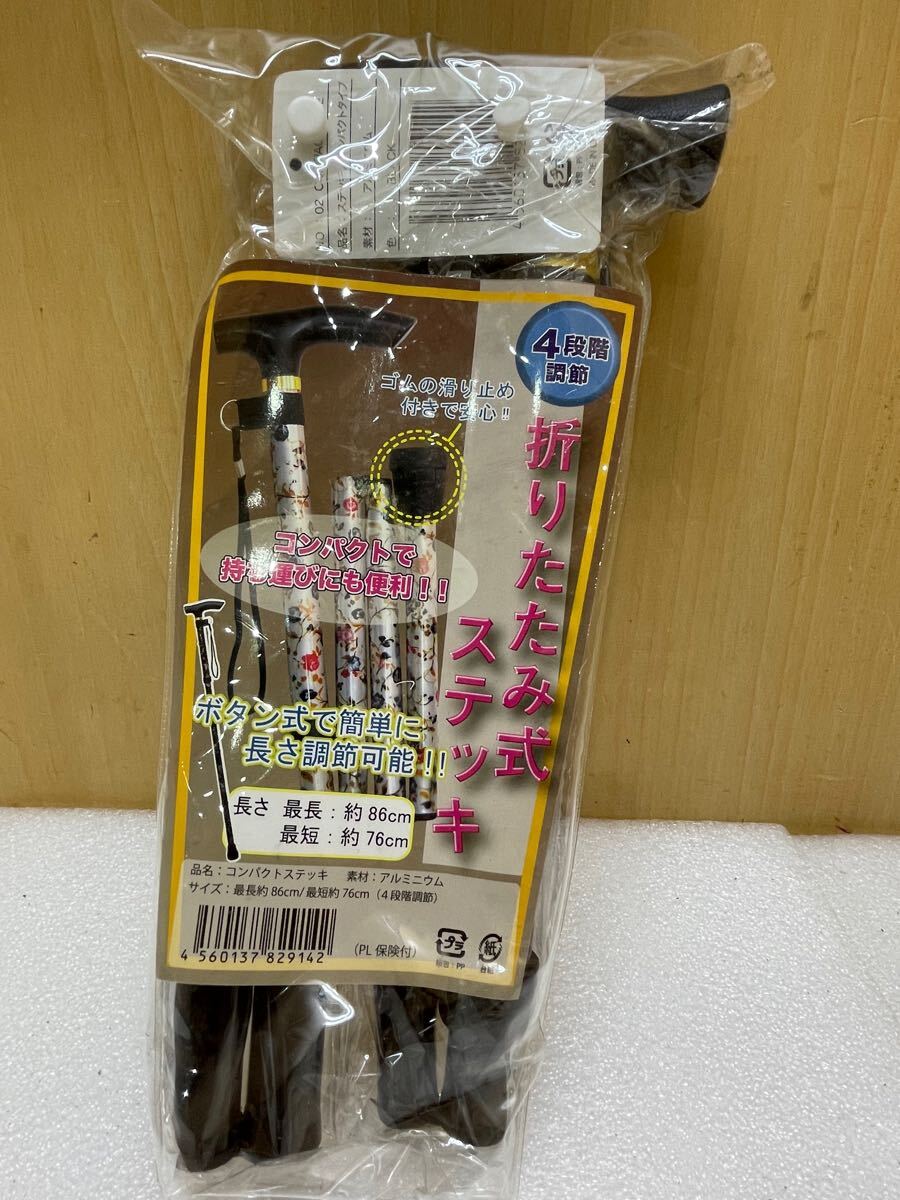 4段階
調節
ゴムの滑り止め
付きで安心!!
折りたたみ式
ステッキ
コンパクトで
持ち運びにも便利!!
ボタン式で簡単に
長さ調節可能!!
長さ 最長:約86cm
最短:約76cm
品名:コンパクトステッキ 素材:アルミニウム
サイズ:最長約86cm/最短約76cm(4段階調節)
4 560137 829142
(PL保険付)
プラ
紙